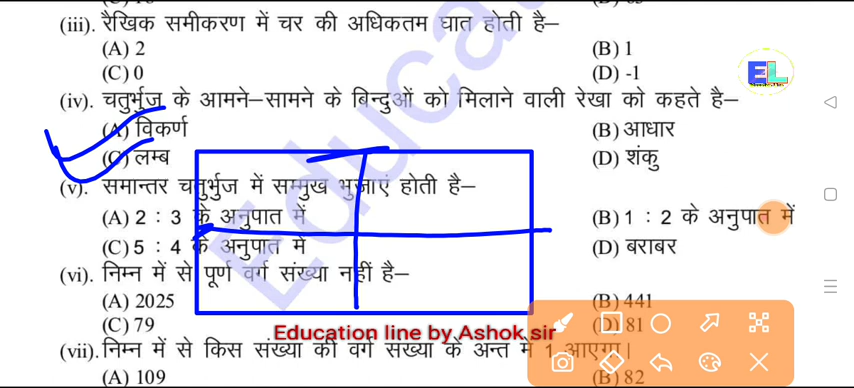 (iii). रैखिक समीकरण में चर की अधिकतम घात होती है–
(A) 2 (B) 1
(C) 0 (D) -1
EL
(iv). चतुर्भुज के आमने–सामने के बिन्दुओं को मिलाने वाली रेखा को कहते है–
(A) विकर्ण (B) आधार
(C) लम्ब (D) शंकु
(v). समान्तर चतुर्भुज में सम्मुख भुजाएं होती है–
(A) 2 : 3 के अनुपात में (B) 1 : 2 के अनुपात में
(C) 5 : 4 के अनुपात में (D) बराबर
(vi). निम्न में से पूर्ण वर्ग संख्या नहीं है–
(A) 2025 (B) 441
(C) 79 (D) 81
Education line by Ashok sir
(vii). निम्न में से किस संख्या की वर्ग संख्या के अन्त में 1 आएगा।
(A) 109 (B) 82